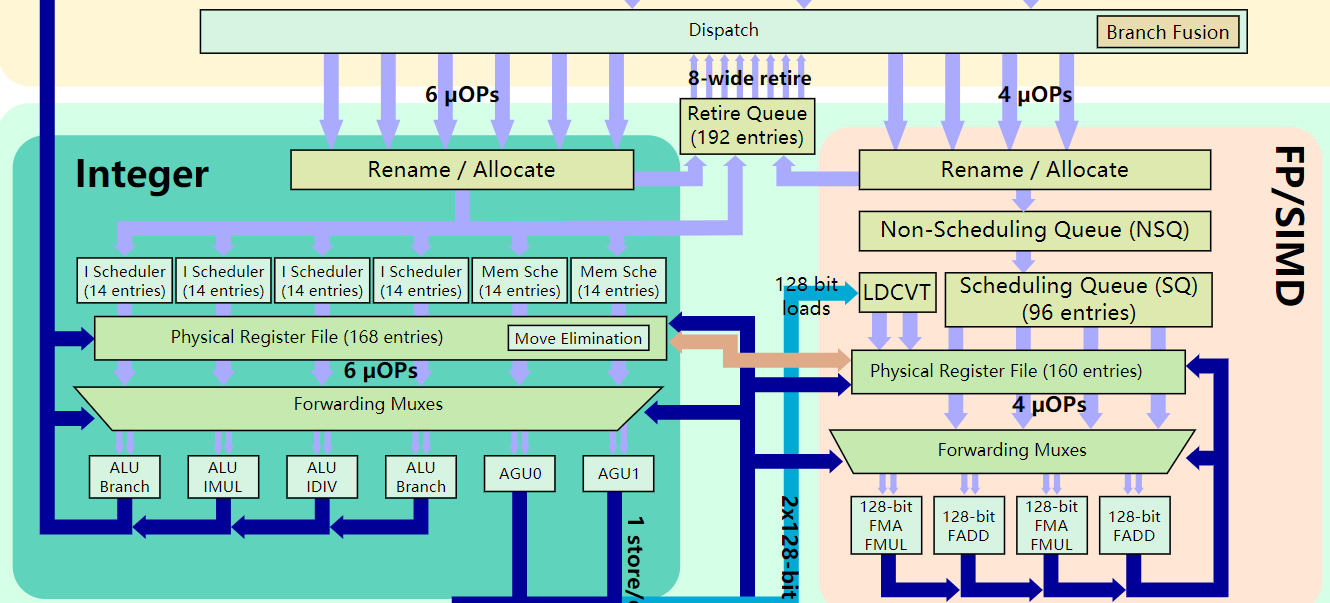 Dispatch
Branch Fusion
8-wide retire
6 µOPs
4 µOPs
Retire Queue
(192 entries)
Integer
Rename / Allocate
Rename / Allocate
FP/SIMD
Non-Scheduling Queue (NSQ)
I Scheduler
(14 entries)
I Scheduler
(14 entries)
I Scheduler
(14 entries)
I Scheduler
(14 entries)
Mem Sche
(14 entries)
Mem Sche
(14 entries)
128 bit
loads
LDCVT
Scheduling Queue (SQ)
(96 entries)
Physical Register File (168 entries)
Move Elimination
Physical Register File (160 entries)
6 µOPs
4 µOPs
Forwarding Muxes
Forwarding Muxes
ALU
Branch
ALU
IMUL
ALU
IDIV
ALU
Branch
AGU0
AGU1
128-bit
FMA
FMUL
128-bit
FADD
128-bit
FMA
FMUL
128-bit
FADD
1 store/
2x128-bit